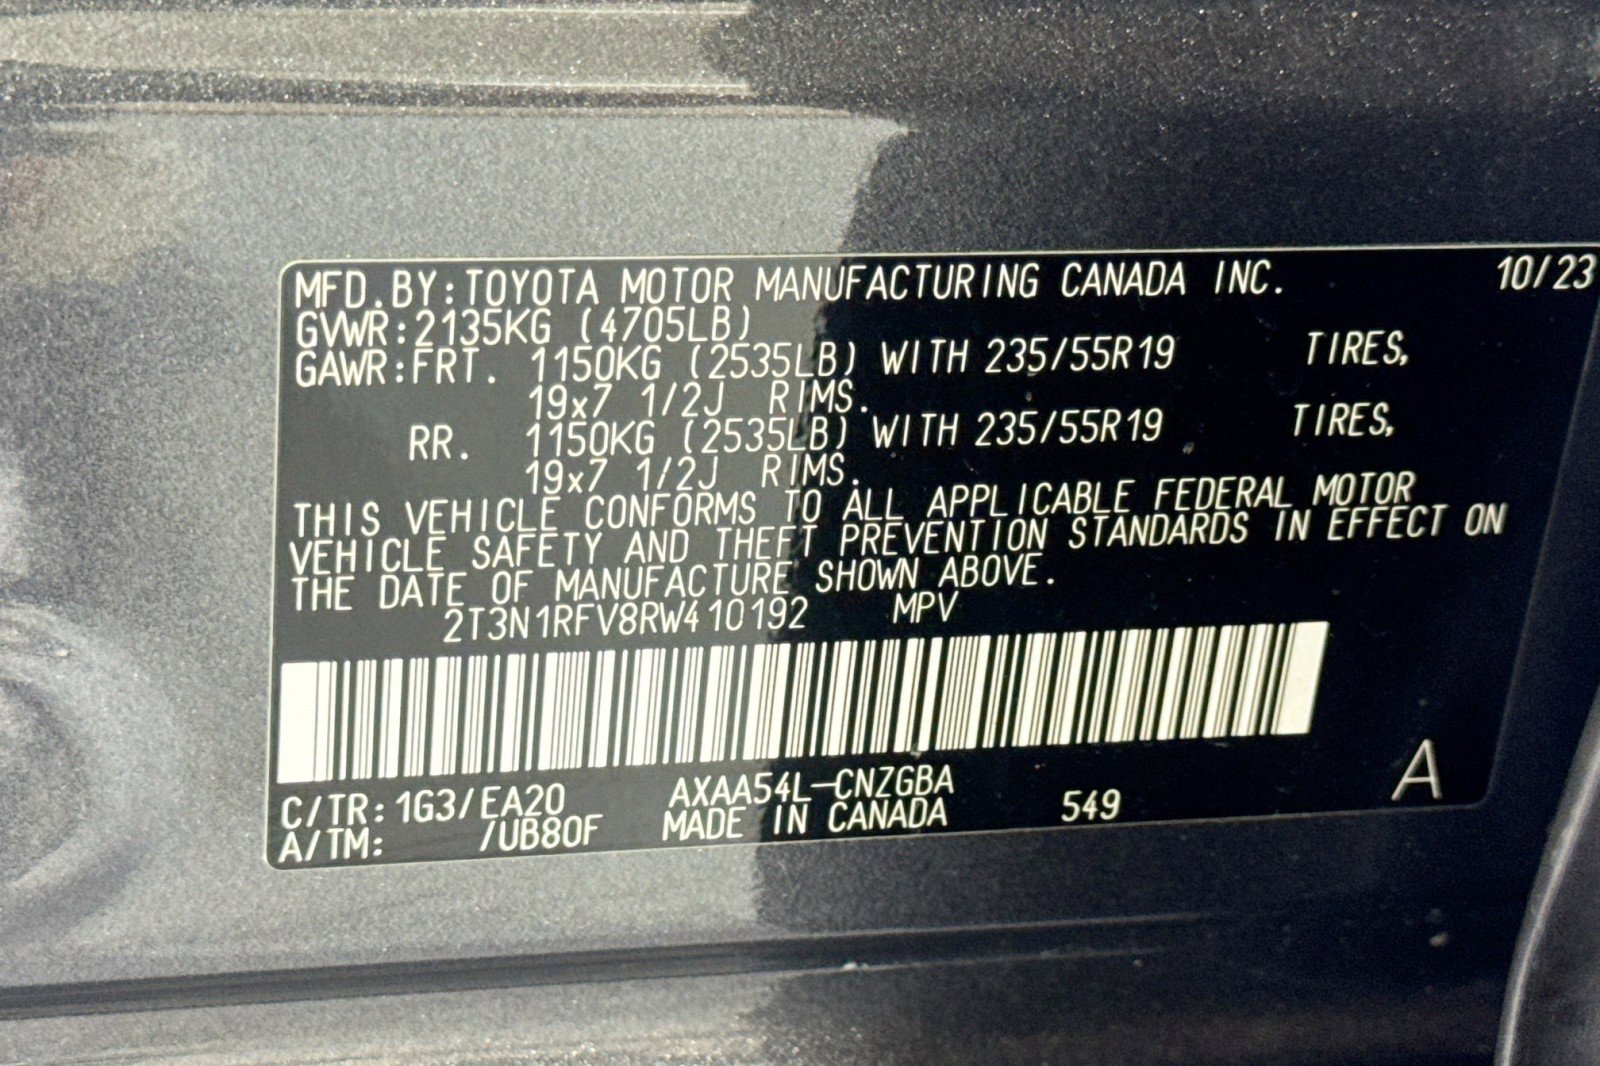 MFD.BY:TOYOTA MOTOR MANUFACTURING CANADA INC. 10/23
GVWR:2135KG (4705LB)
GAWR:FRT. 1150KG (2535LB) WITH 235/55R19 TIRES,
19x7 1/2J RIMS.
RR. 1150KG (2535LB) WITH 235/55R19 TIRES,
19x7 1/2J RIMS.
THIS VEHICLE CONFORMS TO ALL APPLICABLE FEDERAL MOTOR
VEHICLE SAFETY AND THEFT PREVENTION STANDARDS IN EFFECT ON
THE DATE OF MANUFACTURE SHOWN ABOVE.
2T3N1RFV8RW410192 MPV
C/TR:1G3/EA20 AXAA54L-CNZGBA 549 A
A/TM: /UB80F MADE IN CANADA